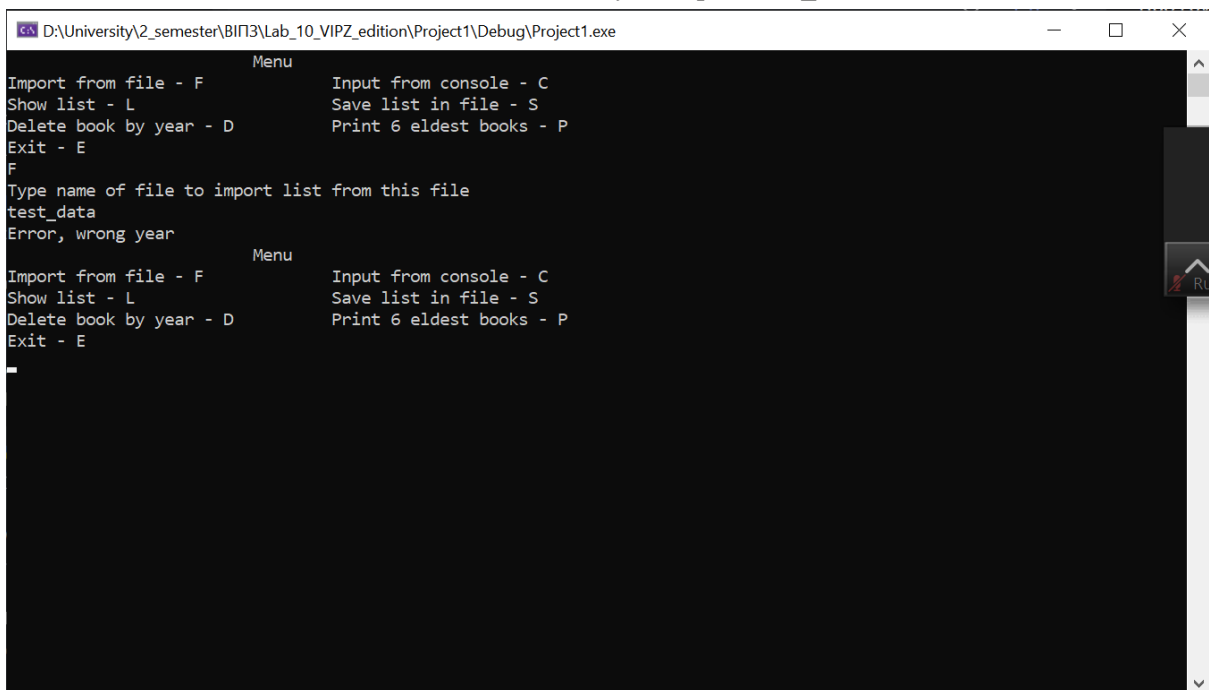 D:\University\2_semester\ВІПЗ\Lab_10_VIPZ_edition\Project1\Debug\Project1.exe
Menu
Import from file - F Input from console - C
Show list - L Save list in file - S
Delete book by year - D Print 6 eldest books - P
Exit - E
F
Type name of file to import list from this file
test_data
Error, wrong year
Menu
Import from file - F Input from console - C
Show list - L Save list in file - S
Delete book by year - D Print 6 eldest books - P
Exit - E